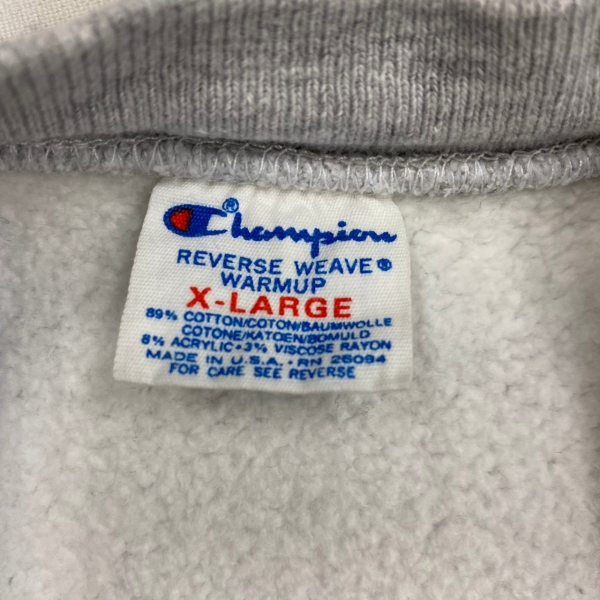 Champion®
REVERSE WEAVE®
WARMUP
X-LARGE
89% COTTON/COTON/BAUMWOLLE
COTONE/KATOEN/BOMULD
8% ACRYLIC•3% VISCOSE RAYON
MADE IN U.S.A.-RN 26094
FOR CARE SEE REVERSE